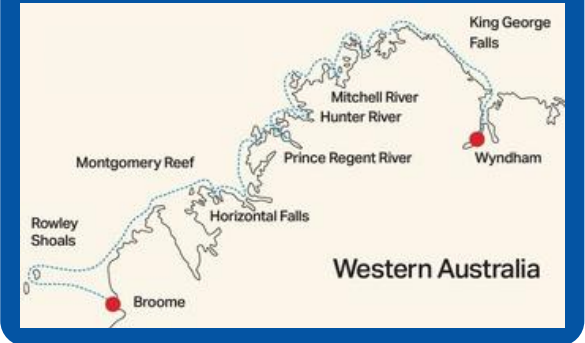 King George
Falls
Mitchell River
Hunter River
Prince Regent River
Wyndham
Montgomery Reef
Horizontal Falls
Rowley
Shoals
Western Australia
Broome